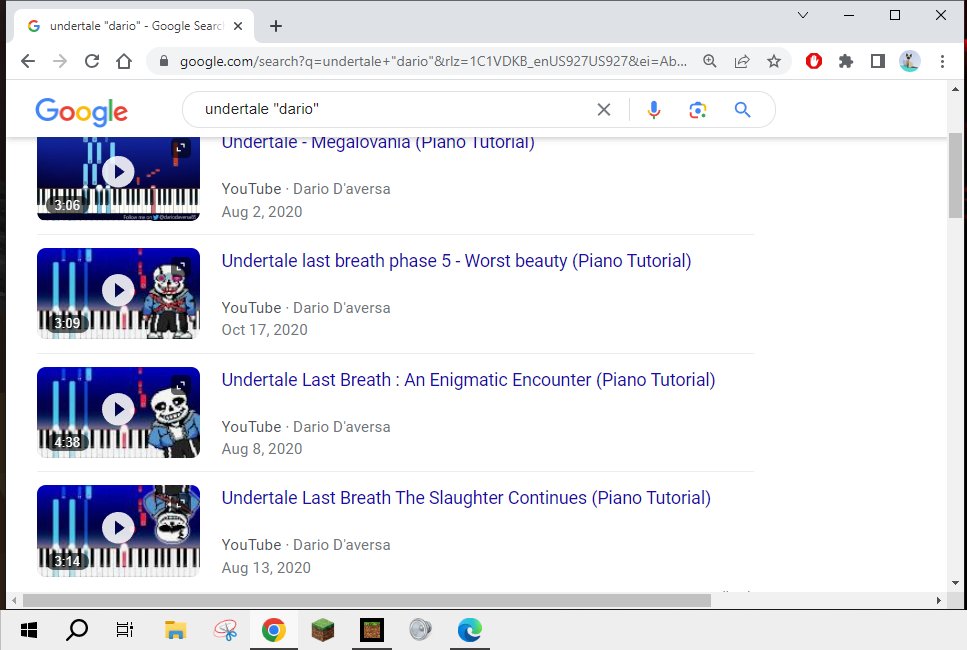 undertale "dario" - Google Searc
google.com/search?q=undertale+"dario"&rlz=1C1VDKB_enUS927US927&ei=Ab...
Google
undertale "dario"
Undertale - Megalovania (Piano Tutorial)
3:06
YouTube · Dario D'aversa
Aug 2, 2020
Undertale last breath phase 5 - Worst beauty (Piano Tutorial)
3:09
YouTube · Dario D'aversa
Oct 17, 2020
Undertale Last Breath : An Enigmatic Encounter (Piano Tutorial)
4:38
YouTube · Dario D'aversa
Aug 8, 2020
Undertale Last Breath The Slaughter Continues (Piano Tutorial)
3:14
YouTube · Dario D'aversa
Aug 13, 2020